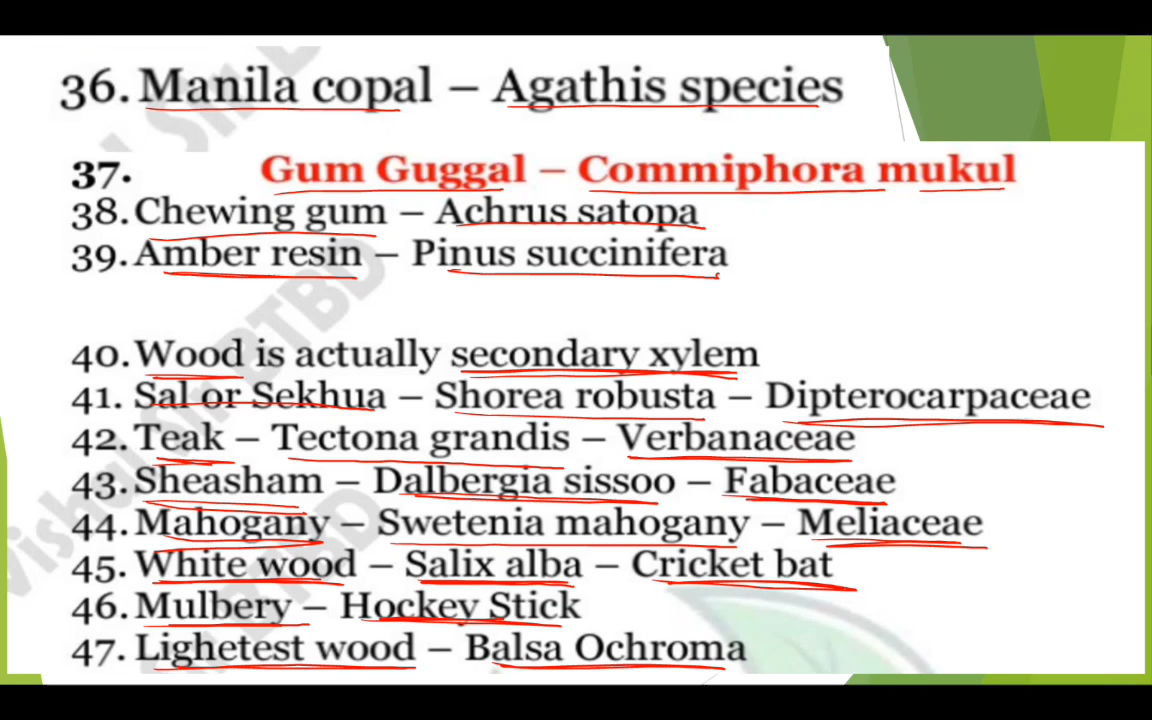 36. Manila copal – Agathis species
37. Gum Guggal – Commiphora mukul
38. Chewing gum – Achrus satopa
39. Amber resin – Pinus succinifera
40. Wood is actually secondary xylem
41. Sal or Sekhua – Shorea robusta – Dipterocarpaceae
42. Teak – Tectona grandis – Verbanaceae
43. Sheasham – Dalbergia sissoo – Fabaceae
44. Mahogany – Swetenia mahogany – Meliaceae
45. White wood – Salix alba – Cricket bat
46. Mulbery – Hockey Stick
47. Lighetest wood – Balsa Ochroma